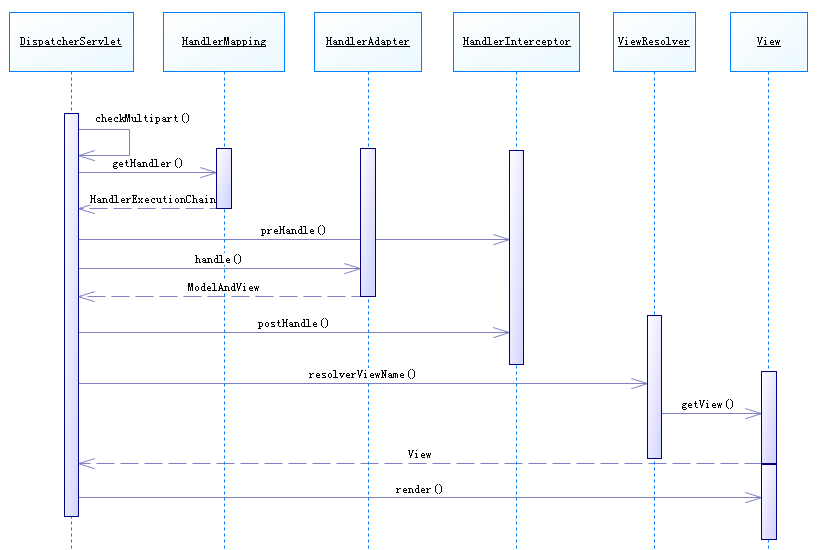 DispatcherServlet
HandlerMapping
HandlerAdapter
HandlerInterceptor
ViewResolver
View
checkMultipart()
getHandler()
HandlerExecutionChain
preHandle()
handle()
ModelAndView
postHandle()
resolverViewName()
getView()
View
render()